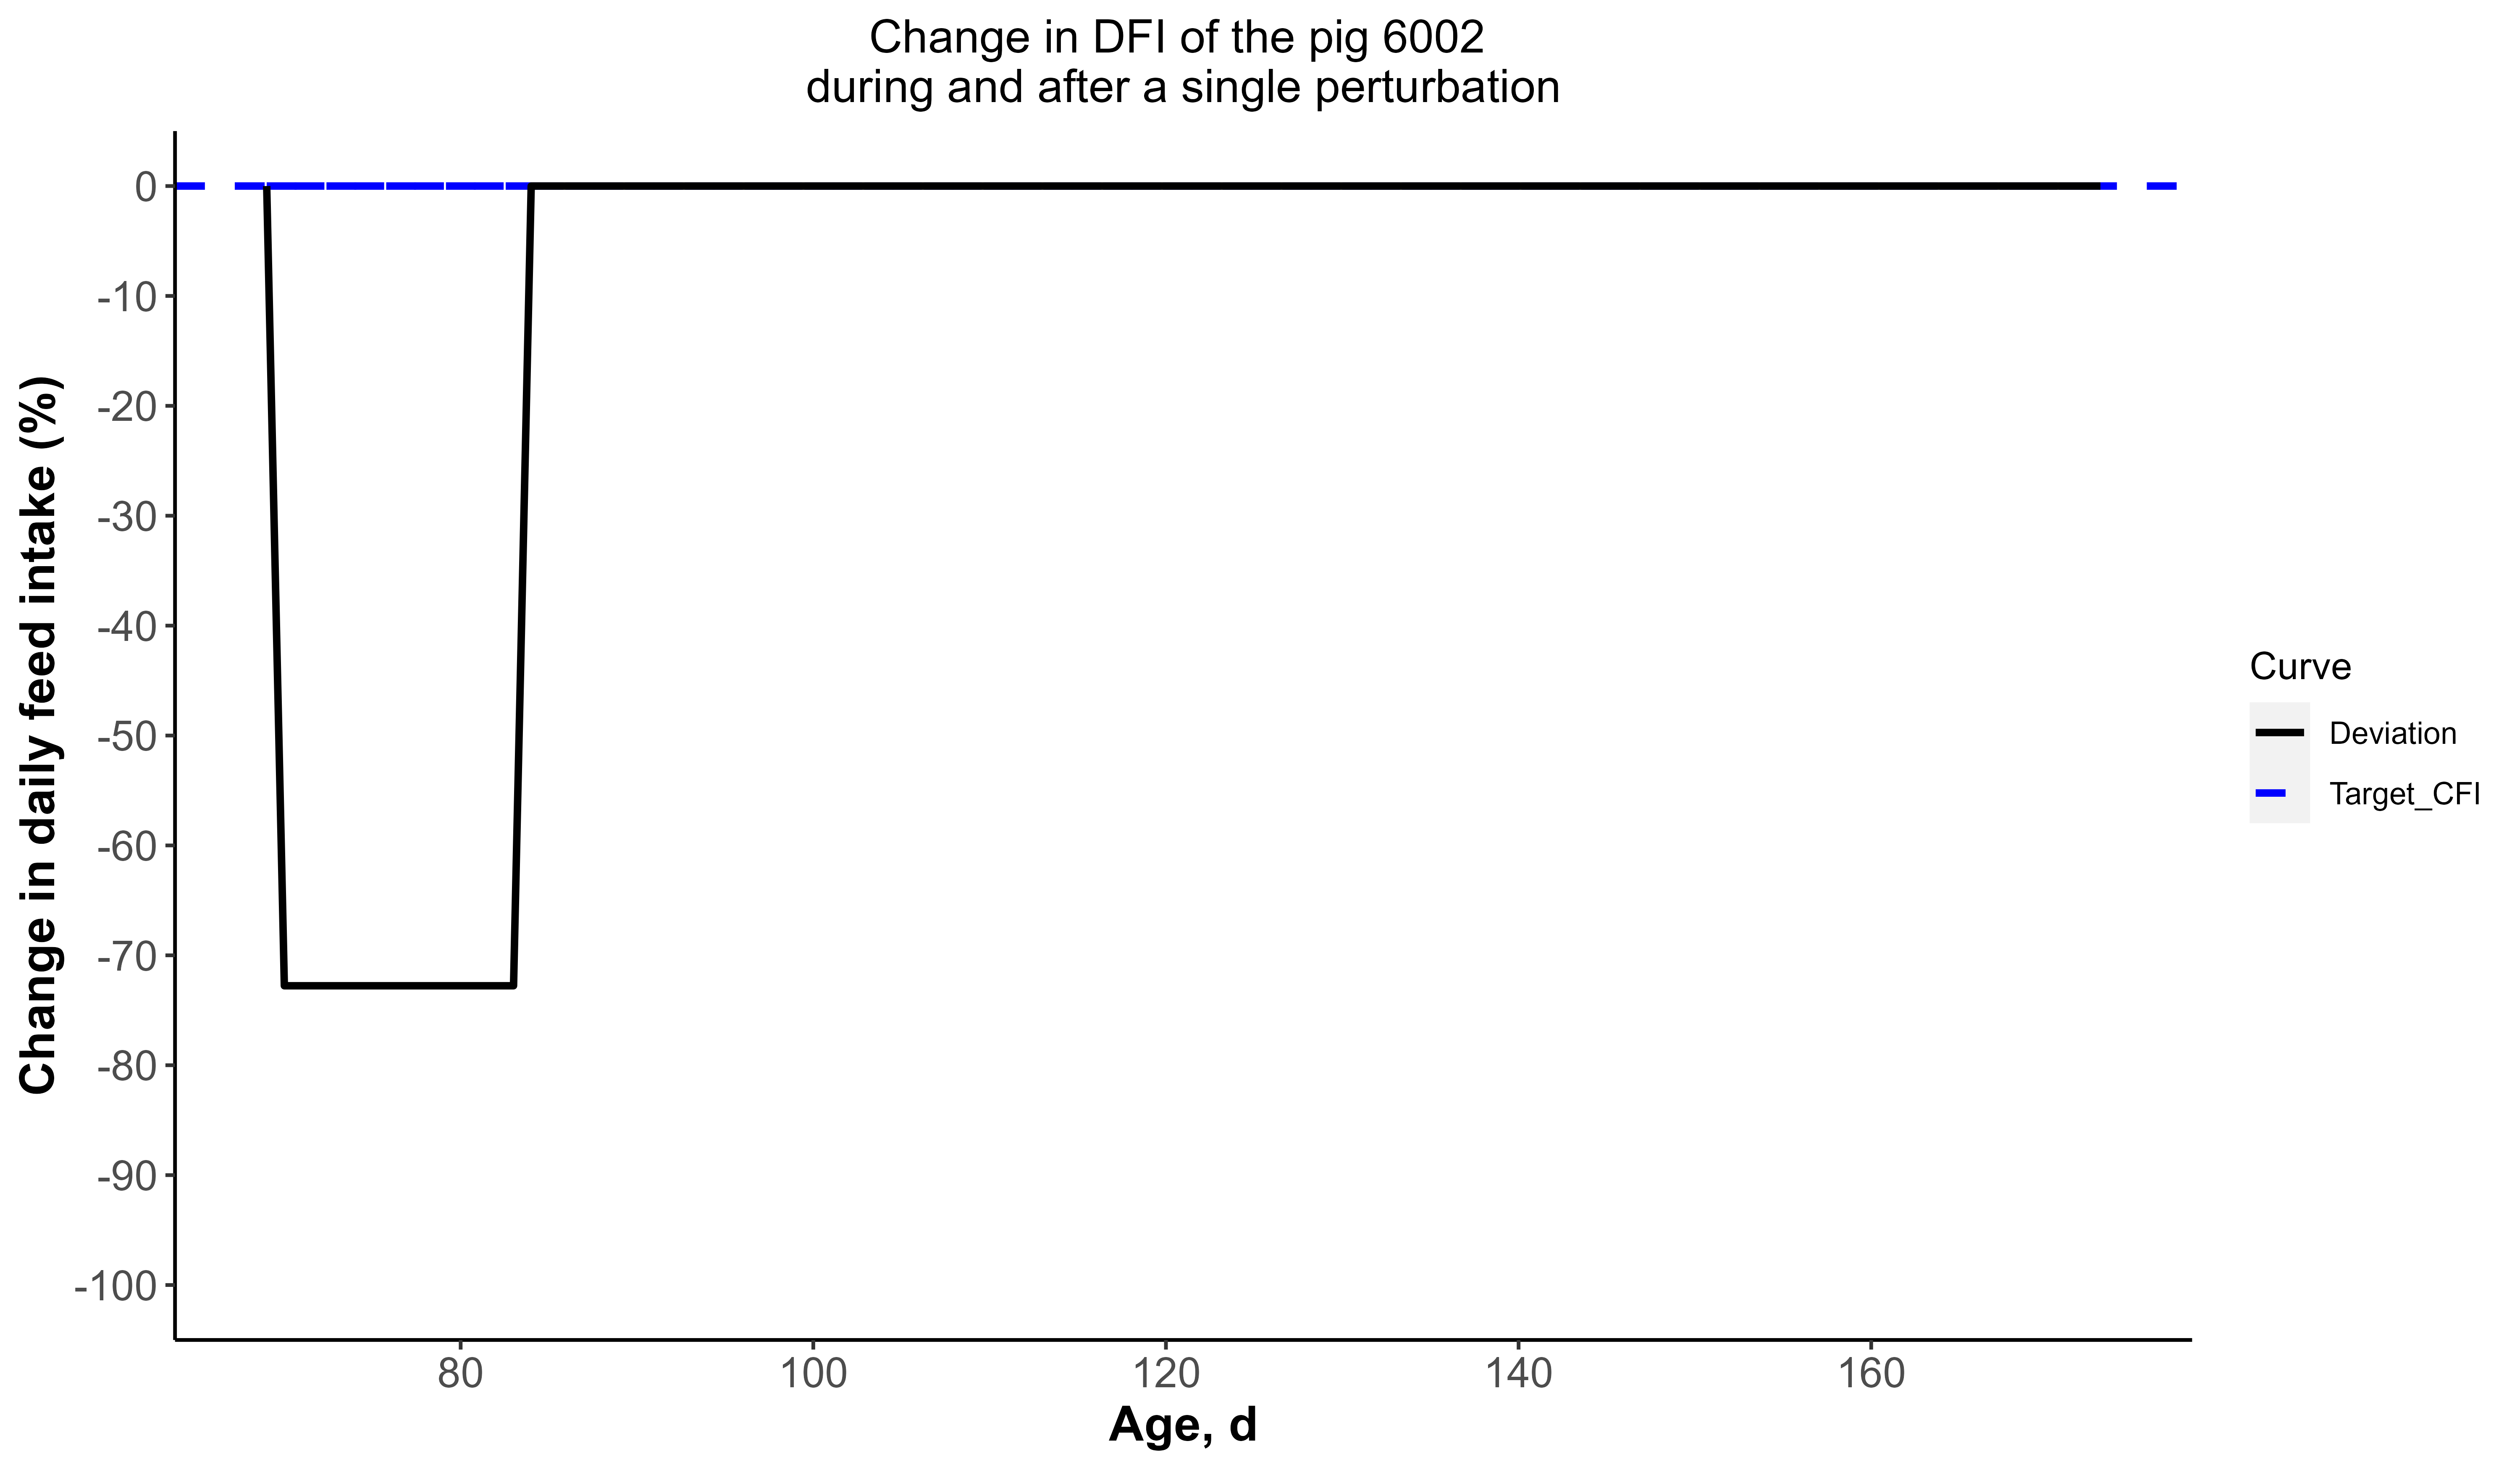 Change in DFI of the pig 6002
during and after a single perturbation
Change in daily feed intake (%)
0
-10
-20
-30
-40
-50
-60
-70
-80
-90
-100
80
100
120
140
160
Age, d
Curve
Deviation
Target_CFI